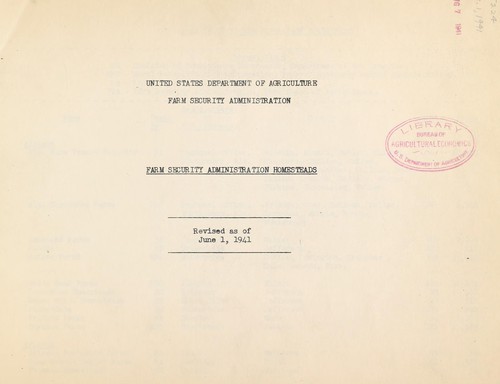 UNITED STATES DEPARTMENT OF AGRICULTURE
FARM SECURITY ADMINISTRATION
LIBRARY
BUREAU OF
AGRICULTURAL ECONOMICS
U. S. DEPARTMENT OF AGRICULTURE
FARM SECURITY ADMINISTRATION HOMESTEADS
Revised as of
June 1, 1941